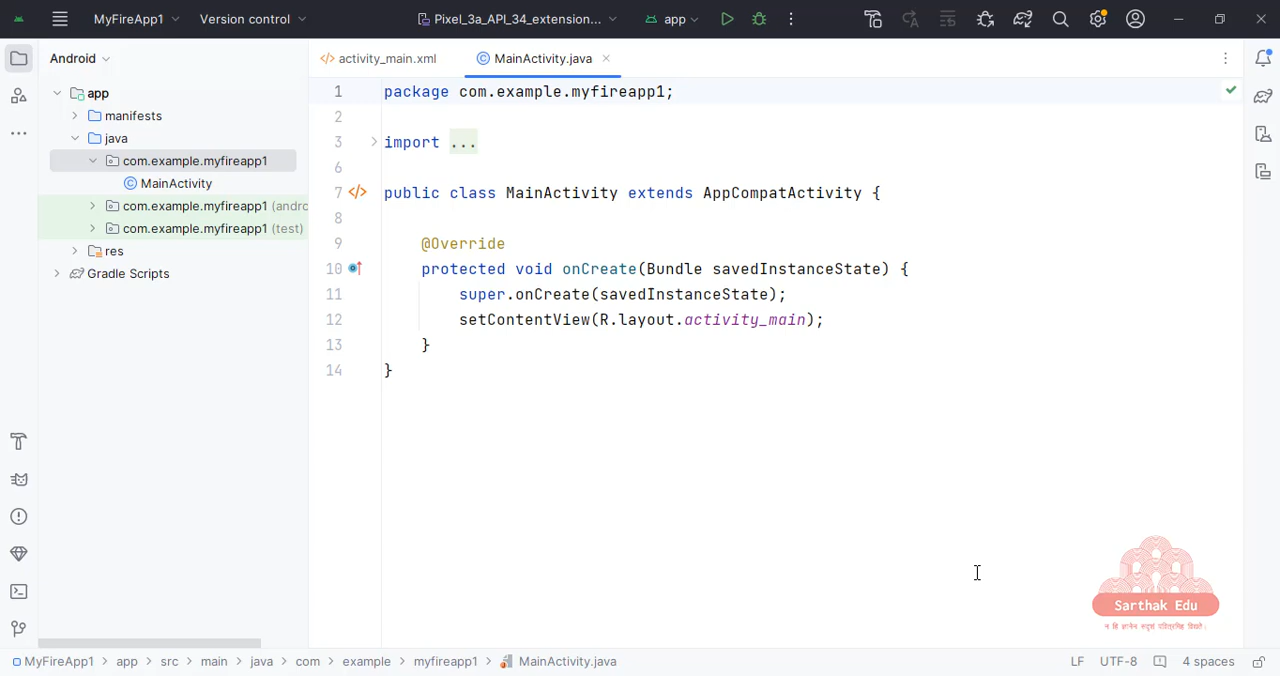 MyFireApp1
Version control
Pixel_3a_API_34_extension...
app
Android
activity_main.xml
MainActivity.java
app
manifests
java
com.example.myfireapp1
MainActivity
com.example.myfireapp1 (andro
com.example.myfireapp1 (test)
res
Gradle Scripts
1 package com.example.myfireapp1;
2
3 import ...
6
7 public class MainActivity extends AppCompatActivity {
8
9 @Override
10 protected void onCreate(Bundle savedInstanceState) {
11 super.onCreate(savedInstanceState);
12 setContentView(R.layout.activity_main);
13 }
14 }
Sarthak Edu
MyFireApp1 > app > src > main > java > com > example > myfireapp1 > MainActivity.java
LF UTF-8 4 spaces